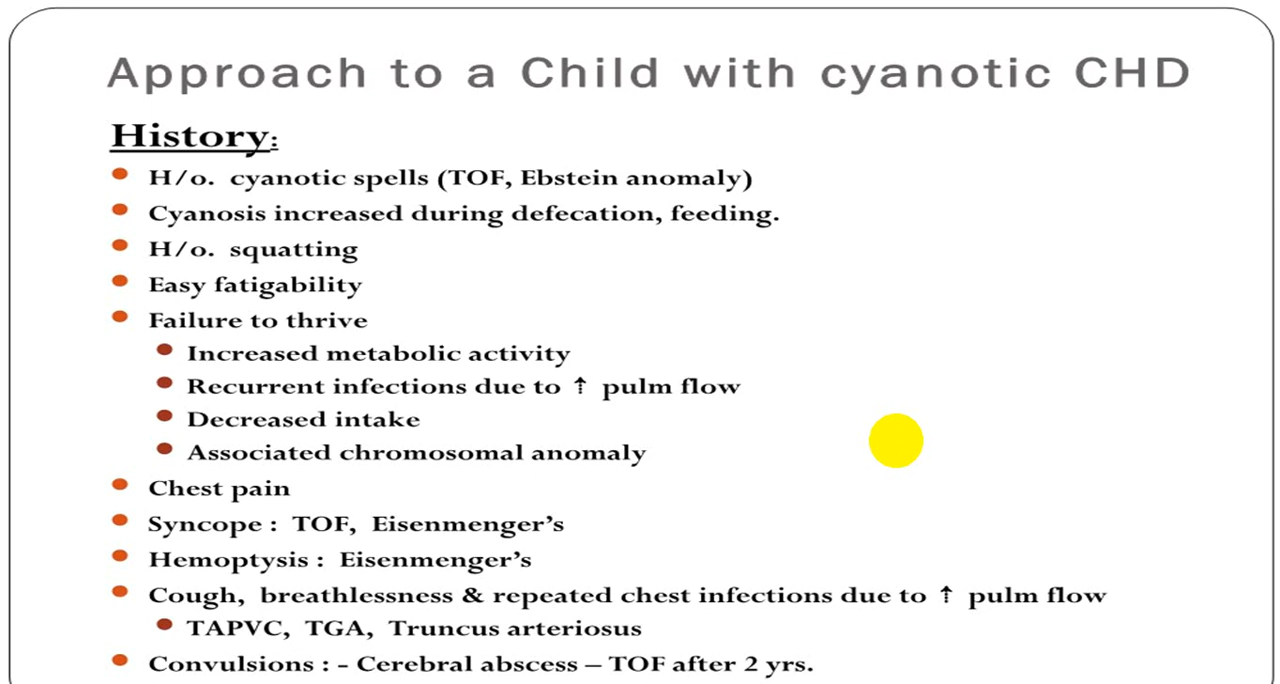 Approach to a Child with cyanotic CHD
History:
H/o. cyanotic spells (TOF, Ebstein anomaly)
Cyanosis increased during defecation, feeding.
H/o. squatting
Easy fatigability
Failure to thrive
Increased metabolic activity
Recurrent infections due to ↑ pulm flow
Decreased intake
Associated chromosomal anomaly
Chest pain
Syncope : TOF, Eisenmenger’s
Hemoptysis : Eisenmenger’s
Cough, breathlessness & repeated chest infections due to ↑ pulm flow
TAPVC, TGA, Truncus arteriosus
Convulsions : - Cerebral abscess – TOF after 2 yrs.